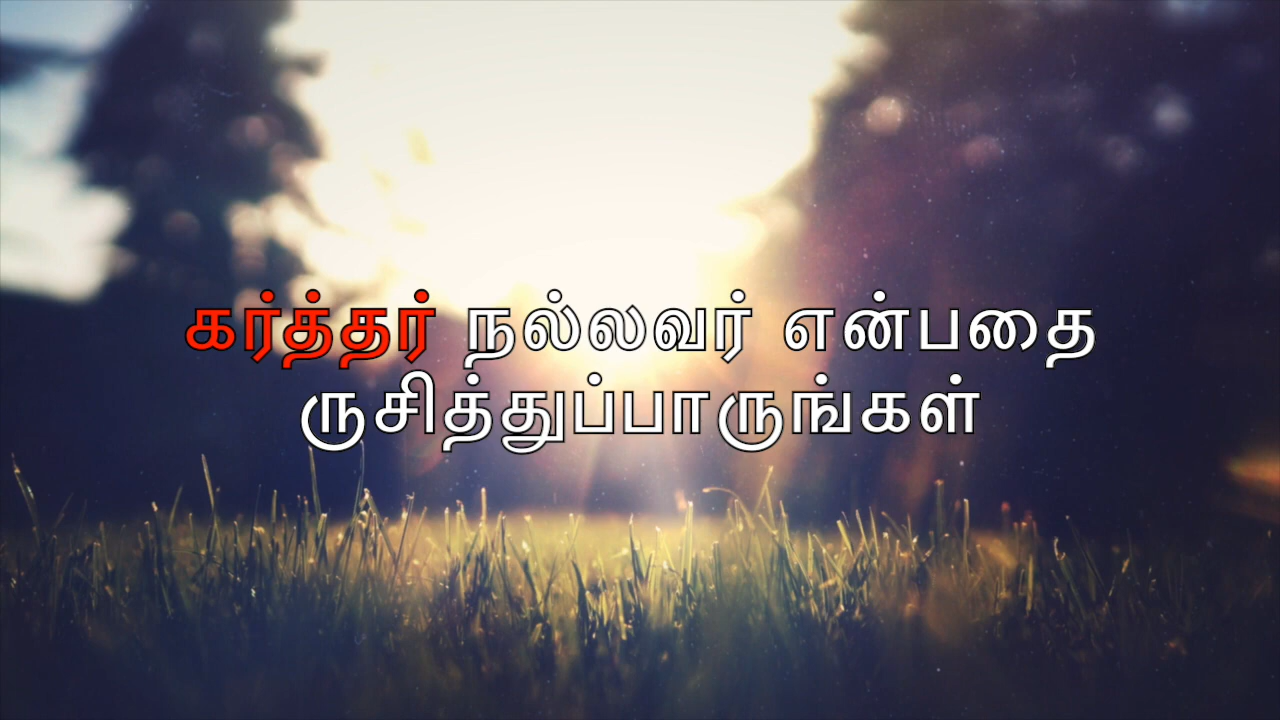 கர்த்தர் நல்லவர் என்பதை
ருசித்துப்பாருங்கள்